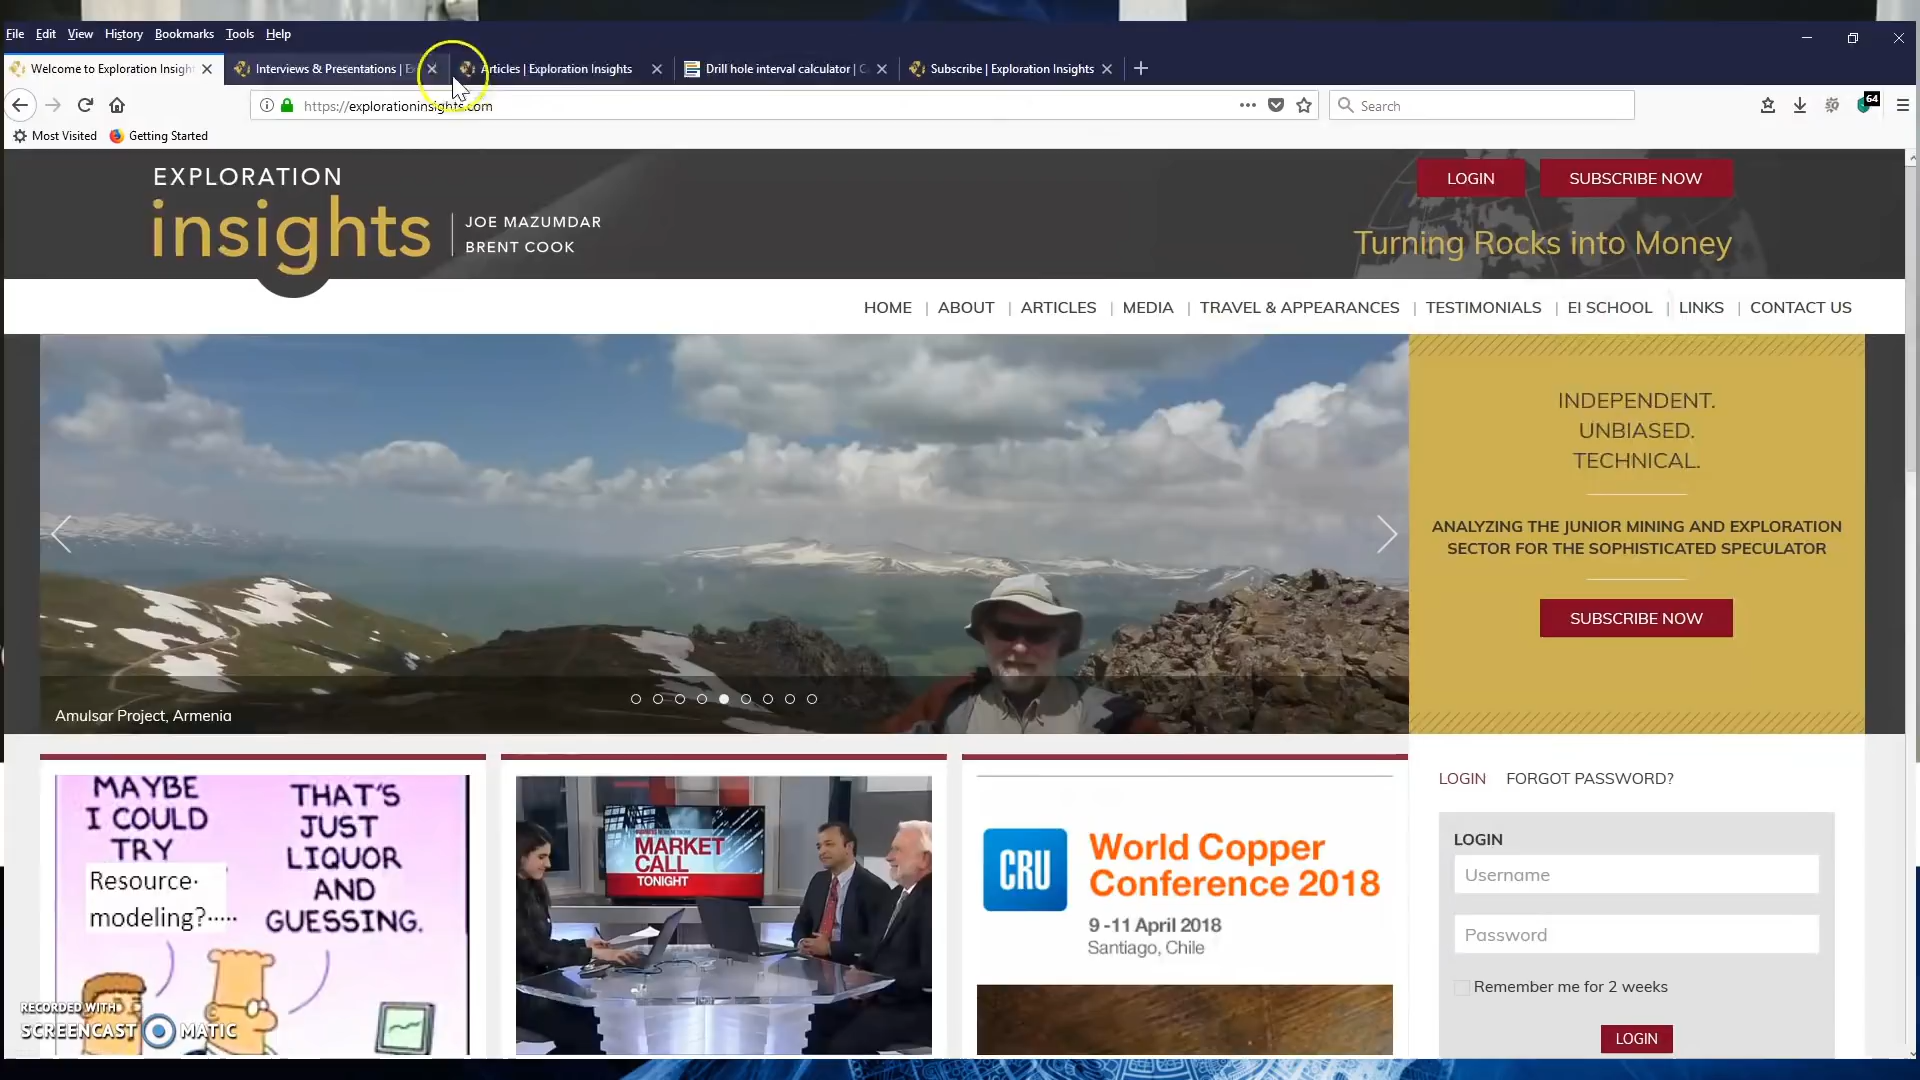 File Edit View History Bookmarks Tools Help
Welcome to Exploration Insigh
Interviews & Presentations | E
Articles | Exploration Insights
Drill hole interval calculator | C
Subscribe | Exploration Insights
https://explorationinsights.com
Search
64
Most Visited Getting Started
EXPLORATION
insights
JOE MAZUMDAR
BRENT COOK
LOGIN
SUBSCRIBE NOW
Turning Rocks into Money
HOME | ABOUT | ARTICLES | MEDIA | TRAVEL & APPEARANCES | TESTIMONIALS | EI SCHOOL | LINKS | CONTACT US
INDEPENDENT.
UNBIASED.
TECHNICAL.
ANALYZING THE JUNIOR MINING AND EXPLORATION
SECTOR FOR THE SOPHISTICATED SPECULATOR
SUBSCRIBE NOW
Amulsar Project, Armenia
MAYBE
I COULD
TRY
Resource
modeling?.....
THAT'S
JUST
LIQUOR
AND
GUESSING.
MARKET
CALL
TONIGHT
CRU
World Copper
Conference 2018
9 -11 April 2018
Santiago, Chile
LOGIN FORGOT PASSWORD?
LOGIN
Username
Password
Remember me for 2 weeks
LOGIN
RECORDED WITH
SCREENCAST MATIC